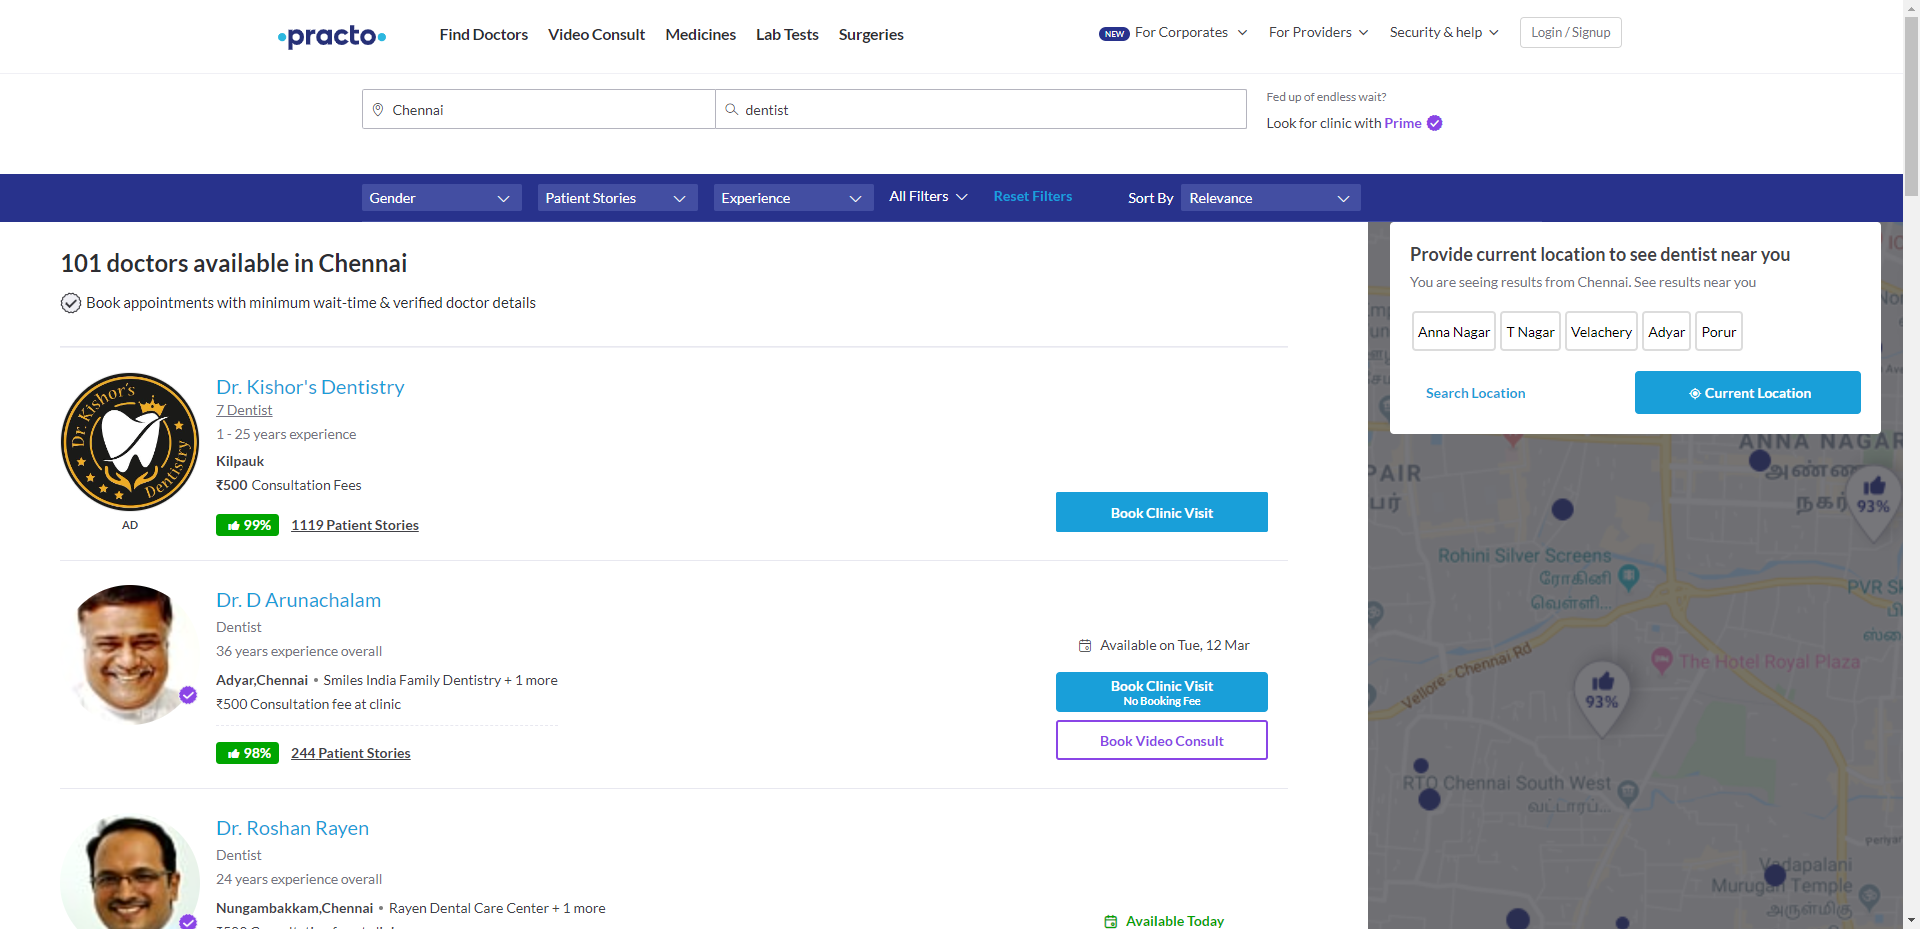 practo
Find Doctors
Video Consult
Medicines
Lab Tests
Surgeries
NEW For Corporates
For Providers
Security & help
Login / Signup
Chennai
dentist
Fed up of endless wait?
Look for clinic with Prime
Gender
Patient Stories
Experience
All Filters
Reset Filters
Sort By
Relevance
101 doctors available in Chennai
Book appointments with minimum wait-time & verified doctor details
Dr. Kishor's
Dentistry
AD
Dr. Kishor's Dentistry
7 Dentist
1 - 25 years experience
Kilpauk
₹500 Consultation Fees
99%
1119 Patient Stories
Book Clinic Visit
Dr. D Arunachalam
Dentist
36 years experience overall
Adyar,Chennai • Smiles India Family Dentistry + 1 more
₹500 Consultation fee at clinic
98%
244 Patient Stories
Available on Tue, 12 Mar
Book Clinic Visit
No Booking Fee
Book Video Consult
Dr. Roshan Rayen
Dentist
24 years experience overall
Nungambakkam,Chennai • Rayen Dental Care Center + 1 more
Available Today
Provide current location to see dentist near you
You are seeing results from Chennai. See results near you
Anna Nagar
T Nagar
Velachery
Adyar
Porur
Search Location
Current Location
ANNA NAGAR
அண்ணா
நகர்
93%
Rohini Silver Screens
ரோகினி
வெள்ளி...
PVR
Vellore - Chennai Rd
The Hotel Royal Plaza
93%
RTO Chennai South West
வட்டாரப்...
Vadapalani
Murugan Temple
அருள்மிகு